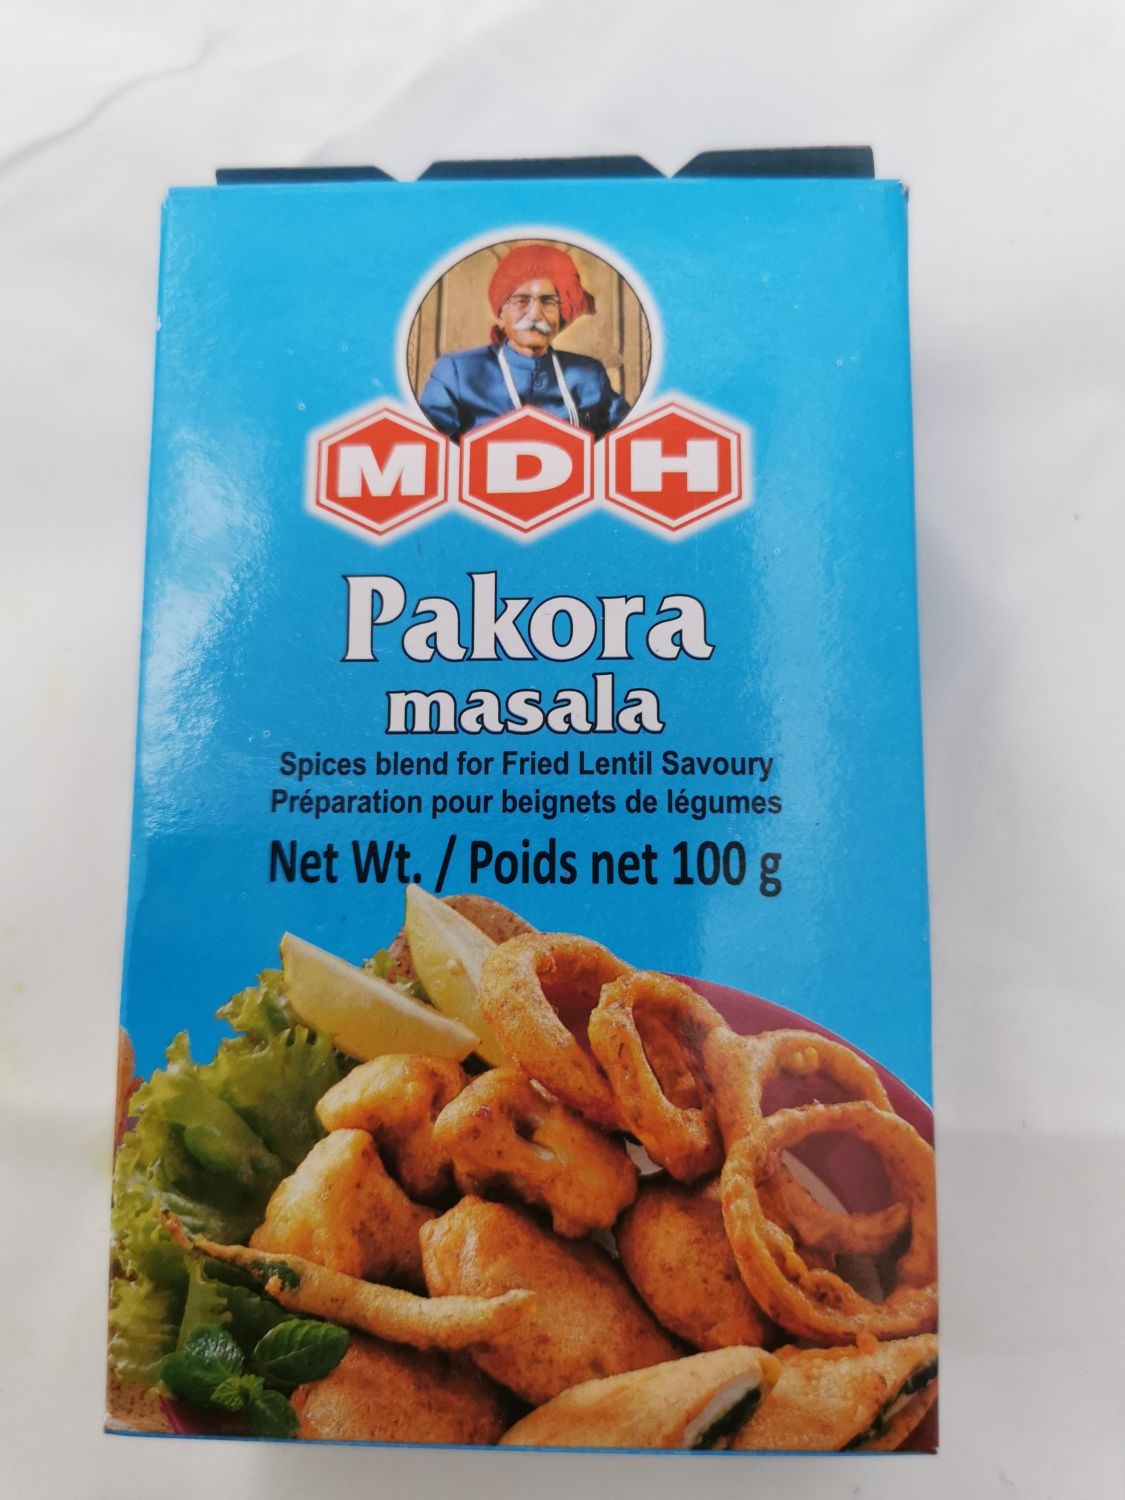 MDH
Pakora
masala
Spices blend for Fried Lentil Savoury
Préparation pour beignets de légumes
Net Wt. / Poids net 100 g